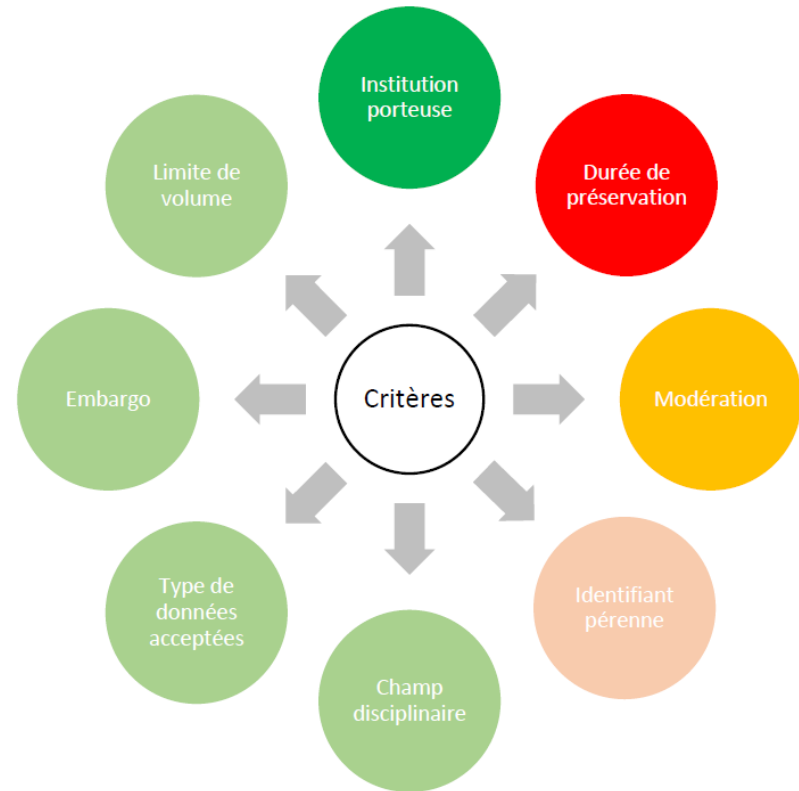 Institution
porteuse
Durée de
préservation
Modération
Identifiant
pérenne
Champ
disciplinaire
Type de
données
acceptées
Embargo
Limite de
volume
Critères